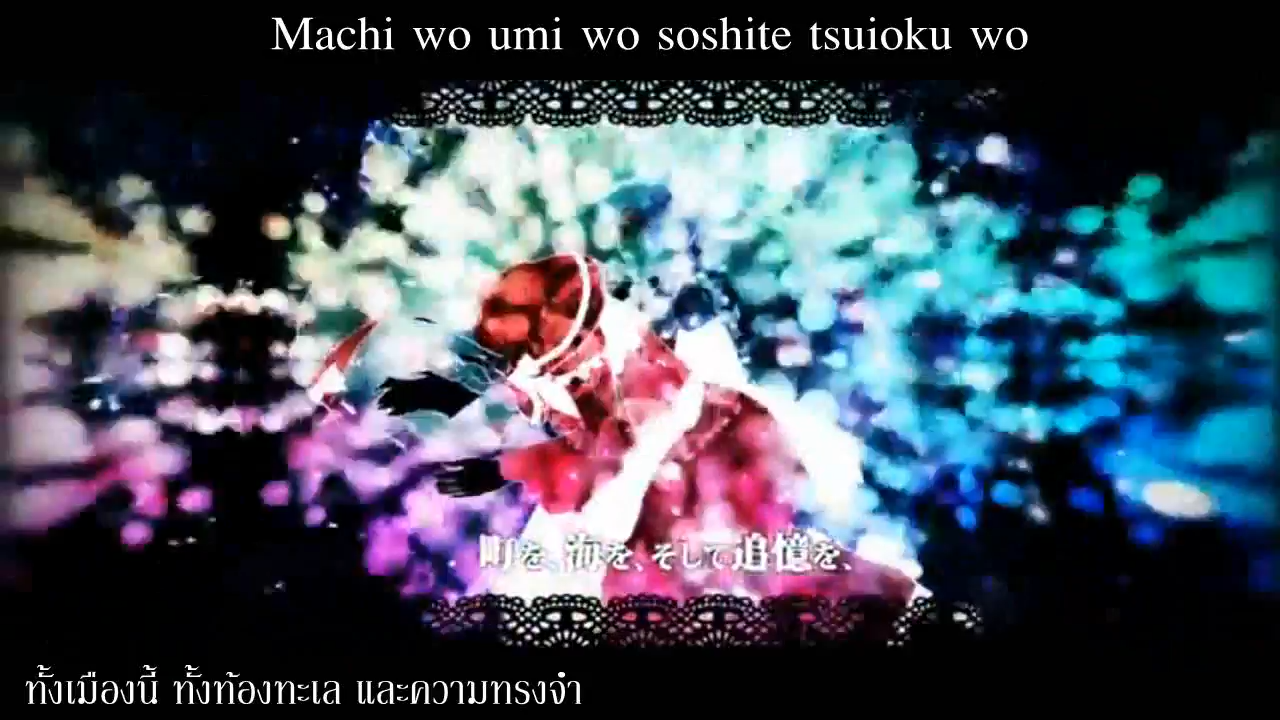 Machi wo umi wo soshite tsuioku wo
町を、海を、そして追憶を、
ทั้งเมืองนี้ ทั้งท้องทะเล และความทรงจำ